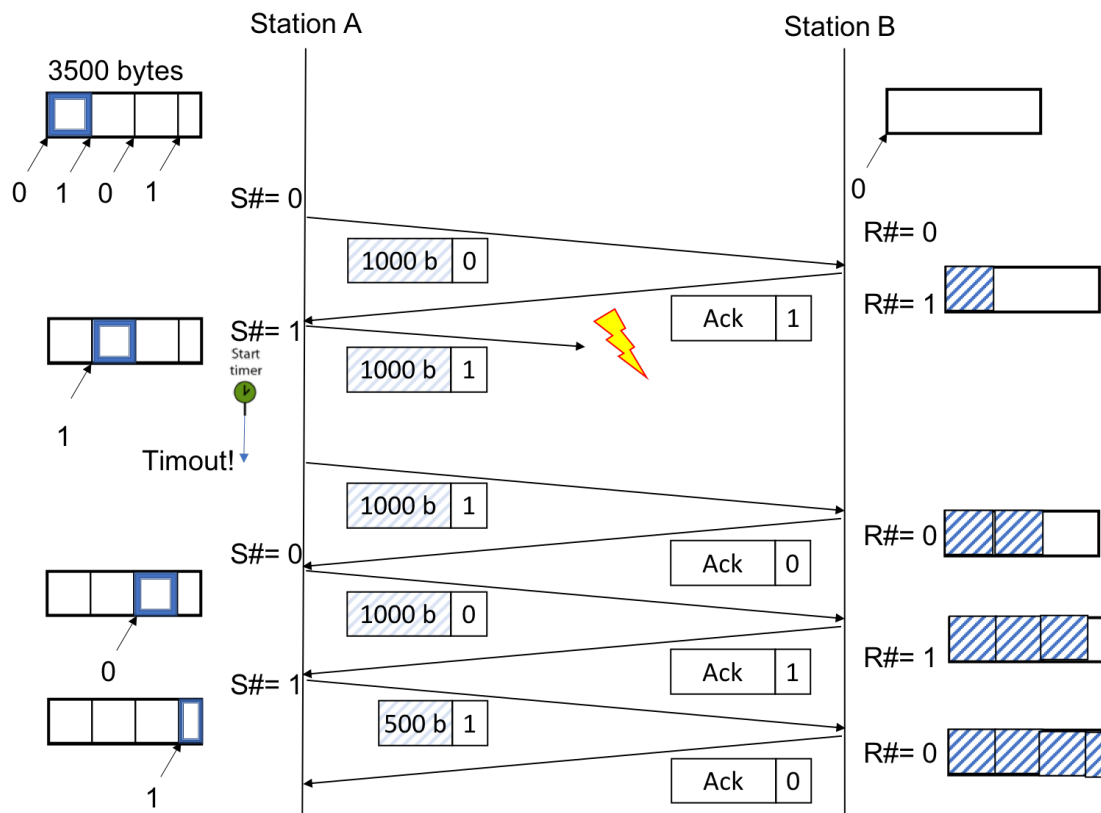 Station A
Station B
3500 bytes
0
1
0
1
0
S#= 0
R#= 0
1000 b
0
R#= 1
Ack
1
S#= 1
Start
timer
1000 b
1
1
Timout!
1000 b
1
R#= 0
S#= 0
Ack
0
1000 b
0
R#= 1
0
Ack
1
S#= 1
500 b
1
R#= 0
Ack
0
1